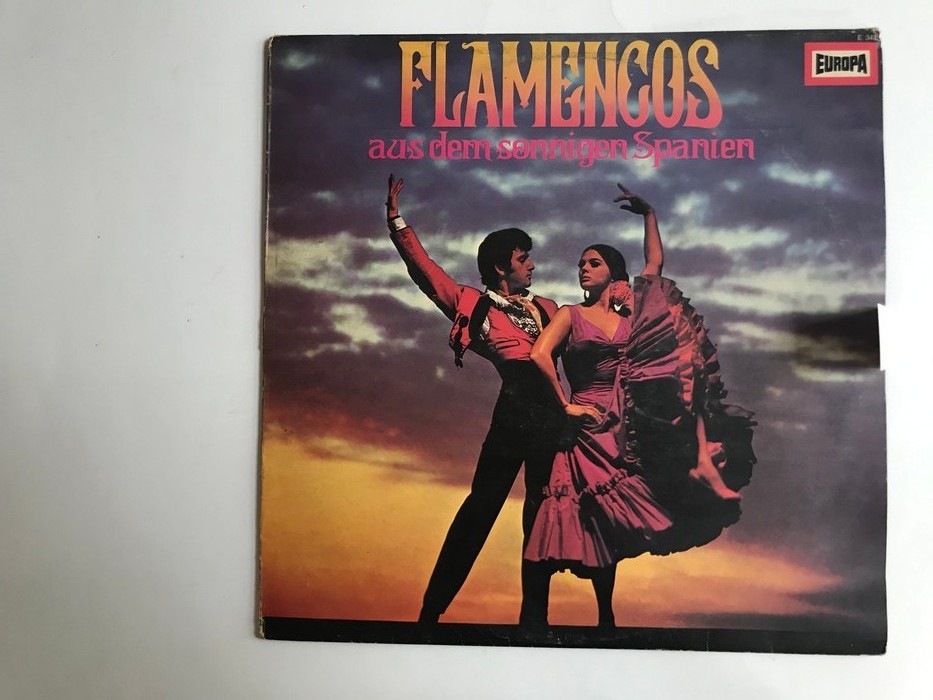 FLAMENCOS
aus dem sonnigen Spanien
EUROPA